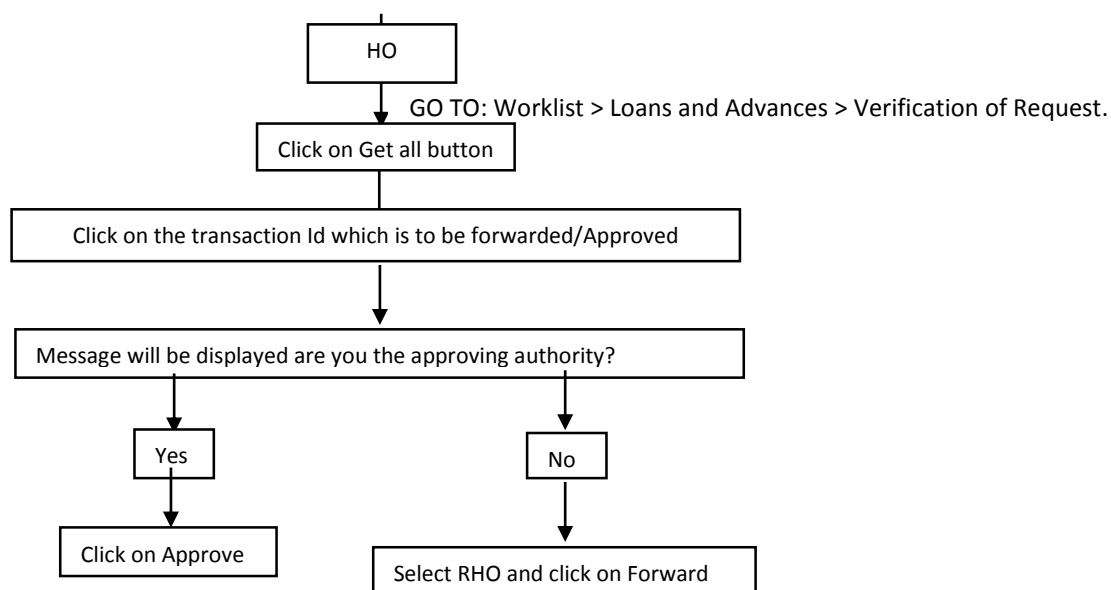 HO
GO TO: Worklist > Loans and Advances > Verification of Request.
Click on Get all button
Click on the transaction Id which is to be forwarded/Approved
Message will be displayed are you the approving authority?
Yes
No
Click on Approve
Select RHO and click on Forward